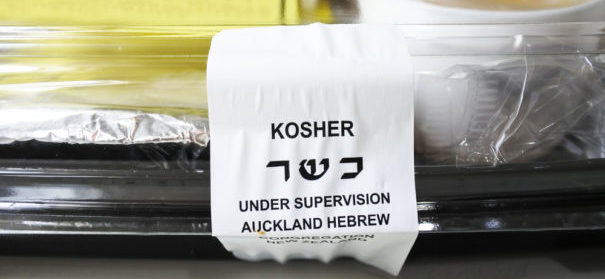 KOSHER
כשר
UNDER SUPERVISION
AUCKLAND HEBREW
CONGREGATION
NEW ZEALAND